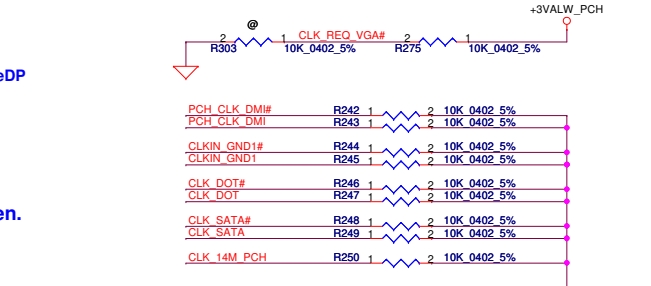 +3VALW_PCH
@
2 1 CLK_REQ_VGA# 2 1
R303 10K_0402_5% R275 10K_0402_5%
eDP
PCH_CLK_DMI# R242 1 2 10K_0402_5%
PCH_CLK_DMI R243 1 2 10K_0402_5%
CLKIN_GND1# R244 1 2 10K_0402_5%
CLKIN_GND1 R245 1 2 10K_0402_5%
CLK_DOT# R246 1 2 10K_0402_5%
CLK_DOT R247 1 2 10K_0402_5%
en.
CLK_SATA# R248 1 2 10K_0402_5%
CLK_SATA R249 1 2 10K_0402_5%
CLK_14M_PCH R250 1 2 10K_0402_5%